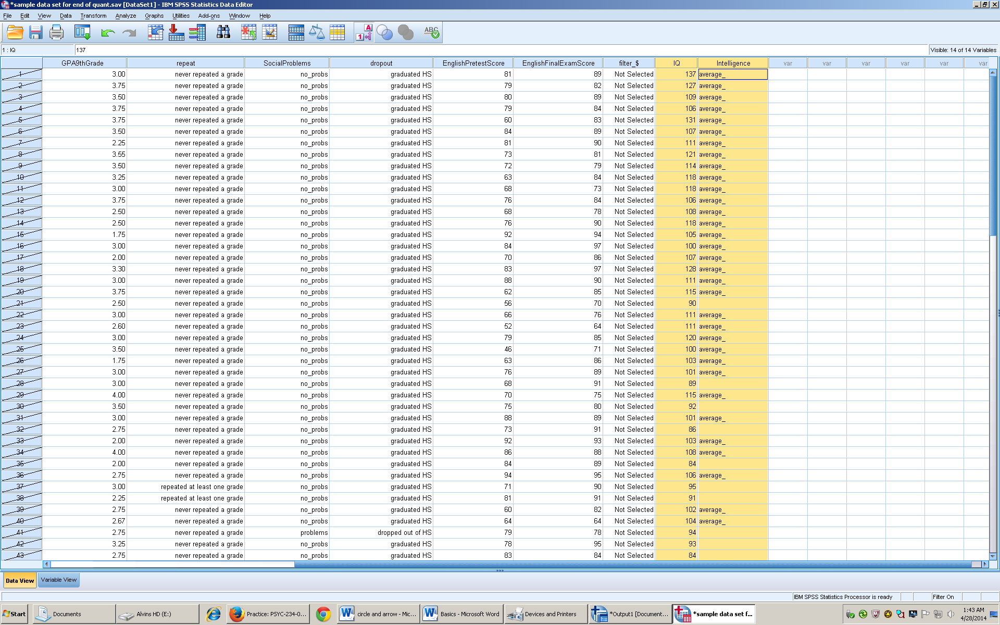 *sample data set for end of quant.sav [DataSet1] - IBM SPSS Statistics Data Editor
File Edit View Data Transform Analyze Graphs Utilities Add-ons Window Help
1 : IQ 137 Visible: 14 of 14 Variables
GPA9thGrade repeat SocialProblems dropout EnglishPretestScore EnglishFinalExamScore filter_$ IQ Intelligence var var var var var var
1 3.00 never repeated a grade no_probs graduated HS 81 89 Not Selected 137 average_
2 3.75 never repeated a grade no_probs graduated HS 79 82 Not Selected 127 average_
3 3.50 never repeated a grade no_probs graduated HS 80 89 Not Selected 109 average_
4 3.75 never repeated a grade no_probs graduated HS 79 84 Not Selected 106 average_
5 3.75 never repeated a grade no_probs graduated HS 60 83 Not Selected 131 average_
6 3.50 never repeated a grade no_probs graduated HS 84 89 Not Selected 107 average_
7 2.25 never repeated a grade no_probs graduated HS 81 90 Not Selected 111 average_
8 3.55 never repeated a grade no_probs graduated HS 73 81 Not Selected 121 average_
9 3.50 never repeated a grade no_probs graduated HS 72 79 Not Selected 114 average_
10 3.25 never repeated a grade no_probs graduated HS 63 84 Not Selected 118 average_
11 3.00 never repeated a grade no_probs graduated HS 68 73 Not Selected 118 average_
12 3.75 never repeated a grade no_probs graduated HS 76 84 Not Selected 106 average_
13 2.50 never repeated a grade no_probs graduated HS 68 78 Not Selected 108 average_
14 2.50 never repeated a grade no_probs graduated HS 76 90 Not Selected 118 average_
15 1.75 never repeated a grade no_probs graduated HS 92 94 Not Selected 105 average_
16 3.00 never repeated a grade no_probs graduated HS 84 97 Not Selected 100 average_
17 2.00 never repeated a grade no_probs graduated HS 70 86 Not Selected 107 average_
18 3.30 never repeated a grade no_probs graduated HS 83 97 Not Selected 128 average_
19 3.00 never repeated a grade no_probs graduated HS 88 90 Not Selected 111 average_
20 3.75 never repeated a grade no_probs graduated HS 62 85 Not Selected 115 average_
21 2.50 never repeated a grade no_probs graduated HS 56 70 Not Selected 90
22 3.00 never repeated a grade no_probs graduated HS 66 76 Not Selected 111 average_
23 2.60 never repeated a grade no_probs graduated HS 52 64 Not Selected 111 average_
24 3.00 never repeated a grade no_probs graduated HS 79 85 Not Selected 120 average_
25 3.50 never repeated a grade no_probs graduated HS 46 71 Not Selected 100 average_
26 1.75 never repeated a grade no_probs graduated HS 63 86 Not Selected 103 average_
27 3.00 never repeated a grade no_probs graduated HS 76 89 Not Selected 101 average_
28 3.00 never repeated a grade no_probs graduated HS 68 91 Not Selected 89
29 4.00 never repeated a grade no_probs graduated HS 70 75 Not Selected 115 average_
30 3.50 never repeated a grade no_probs graduated HS 75 80 Not Selected 92
31 3.00 never repeated a grade no_probs graduated HS 88 89 Not Selected 101 average_
32 2.75 never repeated a grade no_probs graduated HS 73 91 Not Selected 86
33 2.00 never repeated a grade no_probs graduated HS 92 93 Not Selected 103 average_
34 4.00 never repeated a grade no_probs graduated HS 86 88 Not Selected 108 average_
35 2.00 never repeated a grade no_probs graduated HS 84 89 Not Selected 84
36 2.75 never repeated a grade no_probs graduated HS 94 95 Not Selected 106 average_
37 3.00 repeated at least one grade no_probs graduated HS 71 90 Not Selected 95
38 2.25 repeated at least one grade no_probs graduated HS 81 91 Not Selected 91
39 2.75 never repeated a grade no_probs graduated HS 60 82 Not Selected 102 average_
40 2.67 never repeated a grade no_probs graduated HS 64 64 Not Selected 104 average_
41 2.75 never repeated a grade problems dropped out of HS 79 78 Not Selected 94
42 3.25 never repeated a grade no_probs graduated HS 78 95 Not Selected 93
43 2.75 never repeated a grade no_probs graduated HS 83 84 Not Selected 84
Data View Variable View
IBM SPSS Statistics Processor is ready Filter On
Start Documents Alvins HD (E:) Practice: PSYC-234-0... circle and arrow - Mic... Basics - Microsoft Word Devices and Printers *Output1 [Document... *sample data set f... 1:43 AM
4/28/2014